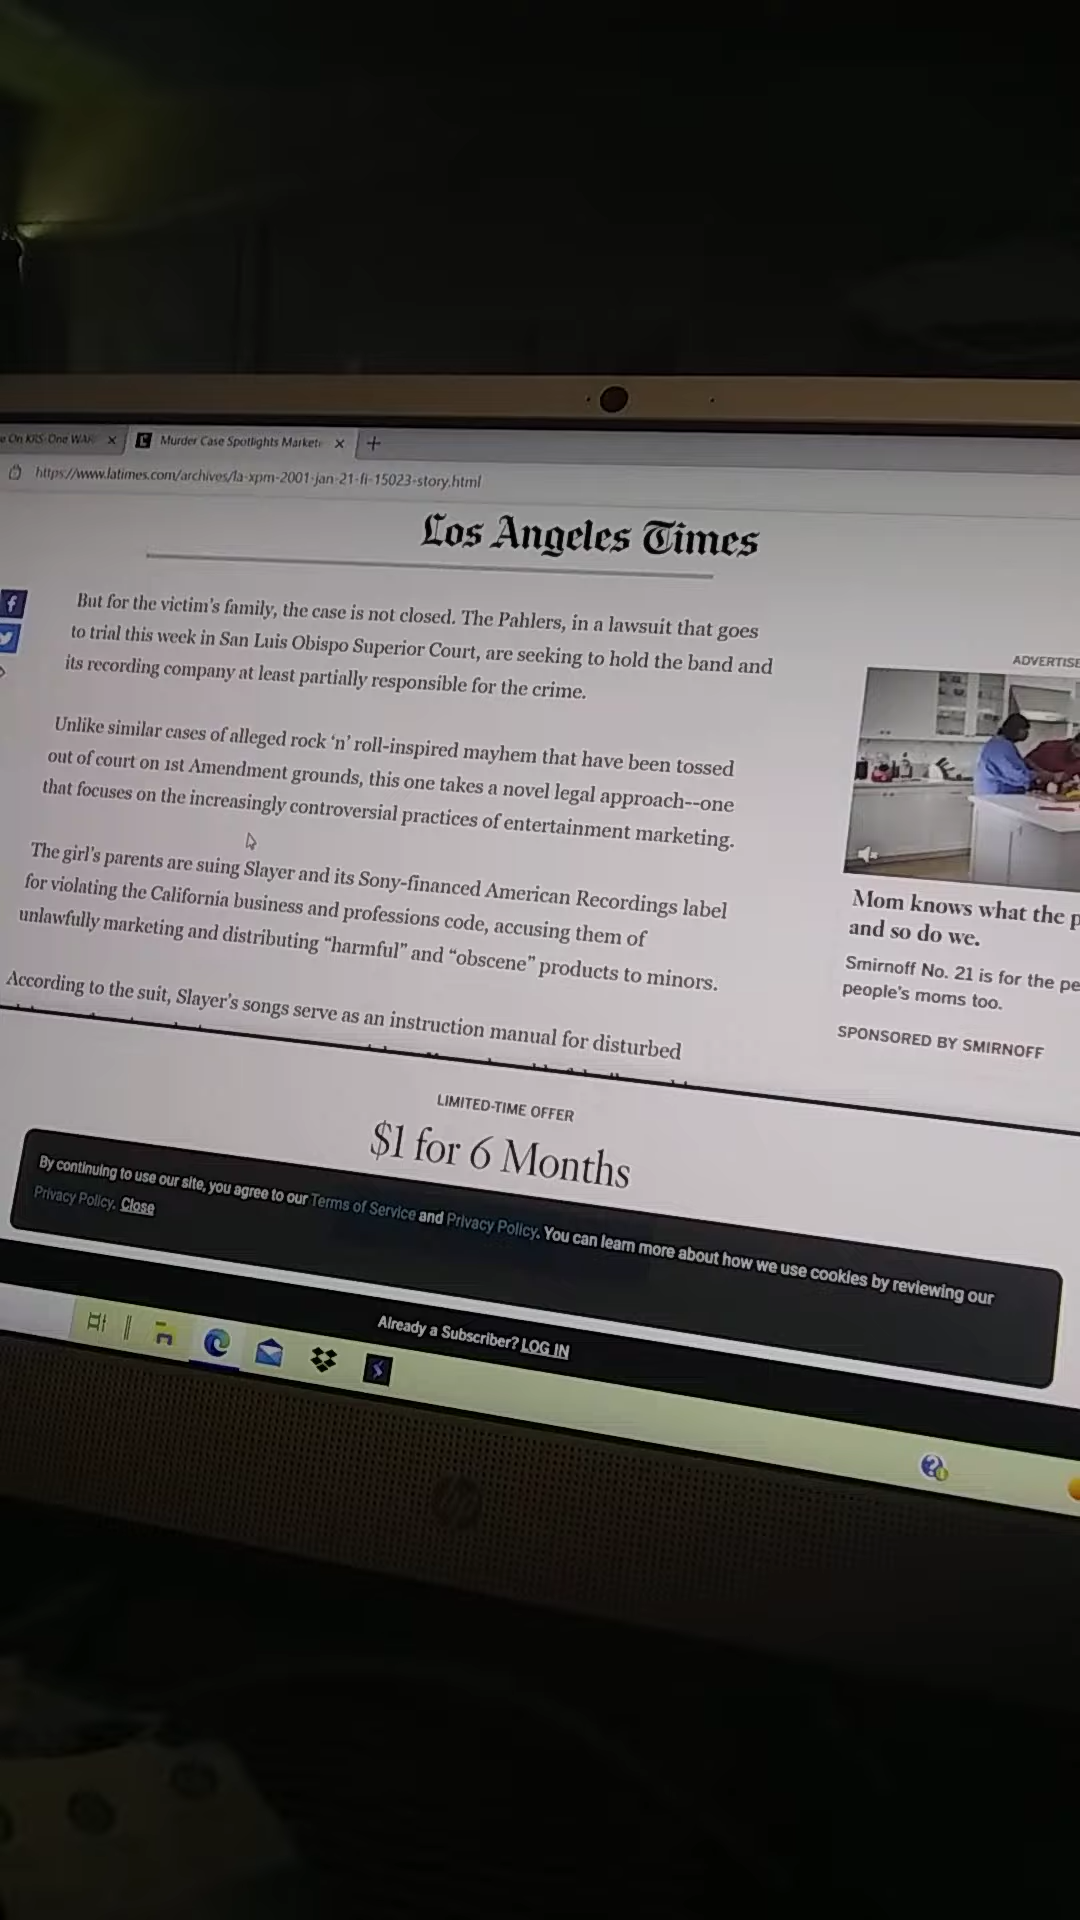 e On KRS-One
Murder Case Spotlights Marketi
https://www.latimes.com/archives/la-xpm-2001-jan-21-fi-15023-story.html
Los Angeles Times
But for the victim's family, the case is not closed. The Pahlers, in a lawsuit that goes
to trial this week in San Luis Obispo Superior Court, are seeking to hold the band and
its recording company at least partially responsible for the crime.
Unlike similar cases of alleged rock 'n' roll-inspired mayhem that have been tossed
out of court on 1st Amendment grounds, this one takes a novel legal approach--one
that focuses on the increasingly controversial practices of entertainment marketing.
The girl's parents are suing Slayer and its Sony-financed American Recordings label
for violating the California business and professions code, accusing them of
unlawfully marketing and distributing "harmful" and "obscene" products to minors.
According to the suit, Slayer's songs serve as an instruction manual for disturbed
ADVERTISE
Mom knows what the p
and so do we.
Smirnoff No. 21 is for the pe
people's moms too.
SPONSORED BY SMIRNOFF
LIMITED-TIME OFFER
$1 for 6 Months
By continuing to use our site, you agree to our Terms of Service and Privacy Policy. You can learn more about how we use cookies by reviewing our
Privacy Policy. Close
Already a Subscriber? LOG IN
hp